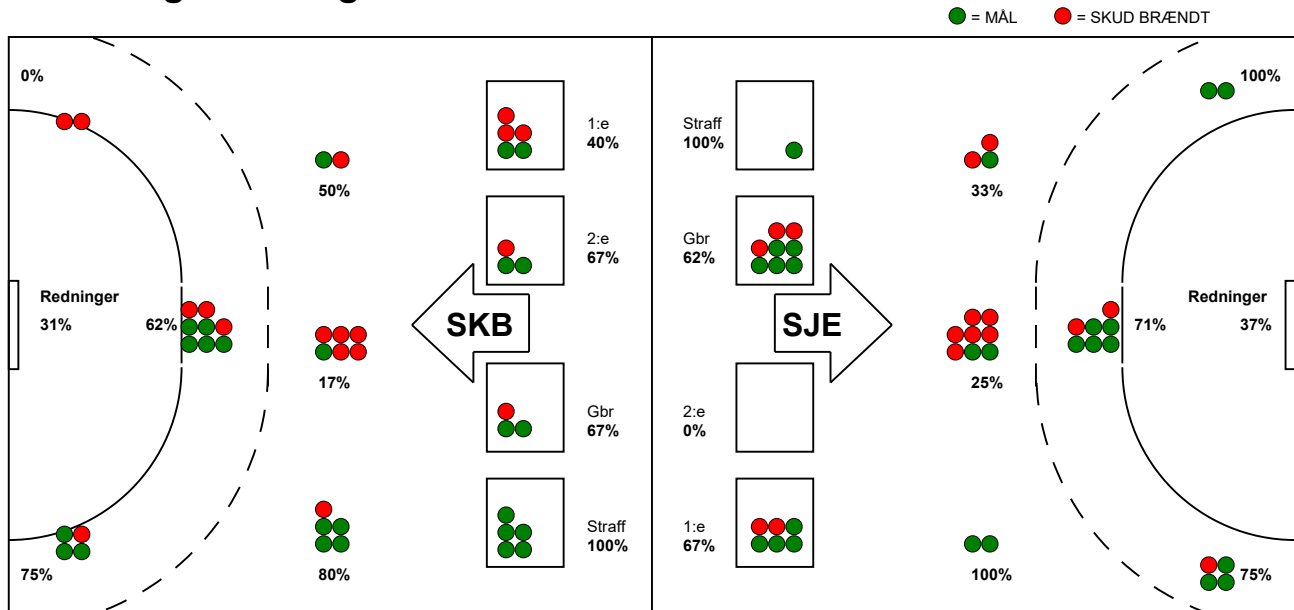 = MÅL
= SKUD BRÆNDT
0%
100%
1:e
40%
Straff
100%
50%
33%
2:e
67%
Gbr
62%
Redninger
31%
62%
SKB
SJE
71%
Redninger
37%
17%
25%
Gbr
67%
2:e
0%
Straff
100%
1:e
67%
75%
80%
100%
75%